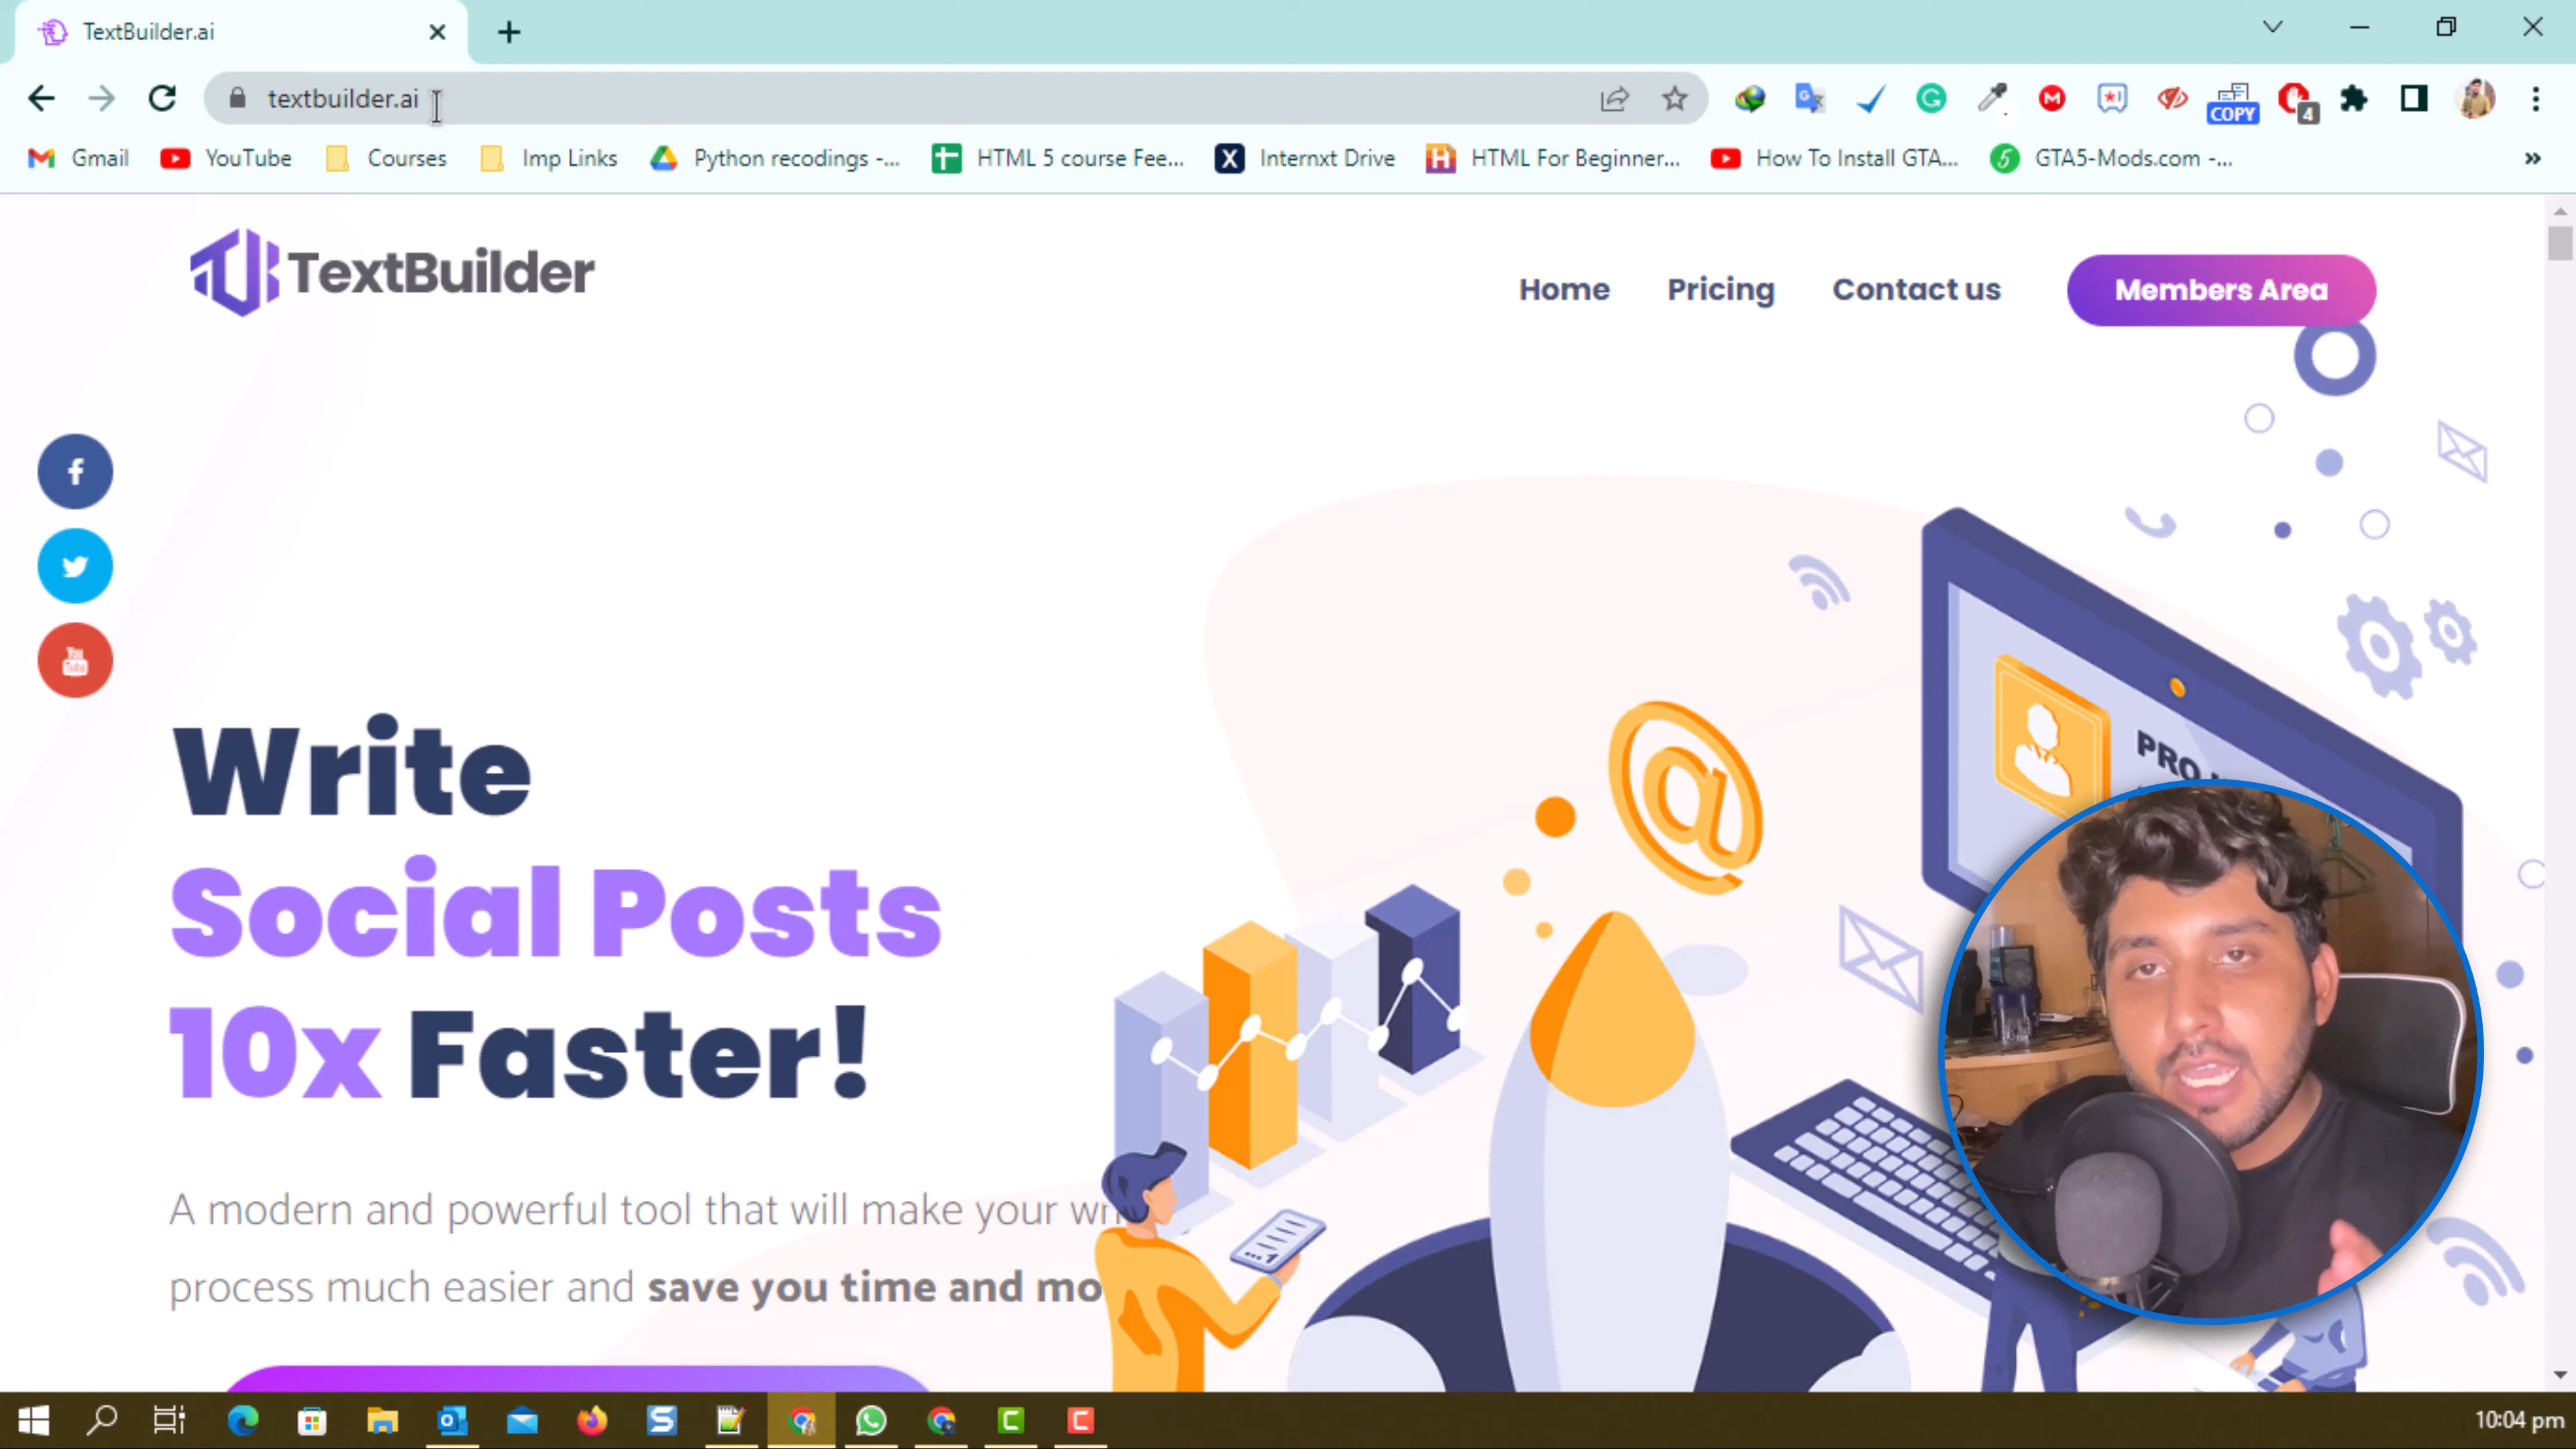 TextBuilder.ai
textbuilder.ai
COPY
4
Gmail
YouTube
Courses
Imp Links
Python recodings -...
HTML 5 course Fee...
Internxt Drive
HTML For Beginner...
How To Install GTA...
GTA5-Mods.com -...
TextBuilder
Home
Pricing
Contact us
Members Area
You
Tube
Write
Social Posts
10x Faster!
A modern and powerful tool that will make your
process much easier and save you time and
10:04 pm